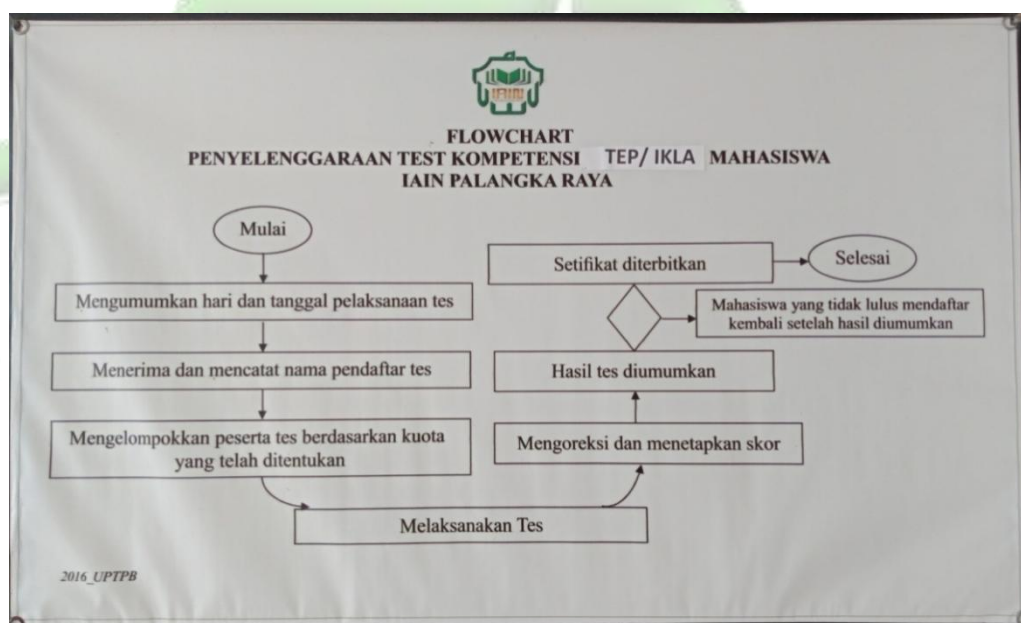 FLOWCHART
PENYELENGGARAAN TEST KOMPETENSI TEP/ IKLA MAHASISWA
IAIN PALANGKA RAYA
Mulai
Mengumumkan hari dan tanggal pelaksanaan tes
Menerima dan mencatat nama pendaftar tes
Mengelompokkan peserta tes berdasarkan kuota
yang telah ditentukan
Melaksanakan Tes
Mengoreksi dan menetapkan skor
Hasil tes diumumkan
Mahasiswa yang tidak lulus mendaftar
kembali setelah hasil diumumkan
Setifikat diterbitkan
Selesai
2016_UPTPB